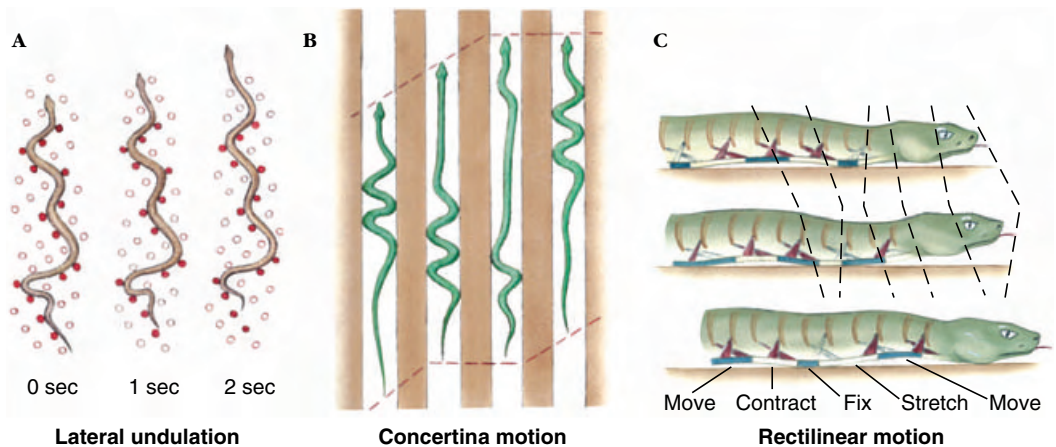 A
B
C
0 sec 1 sec 2 sec
Move Contract Fix Stretch Move
Lateral undulation
Concertina motion
Rectilinear motion